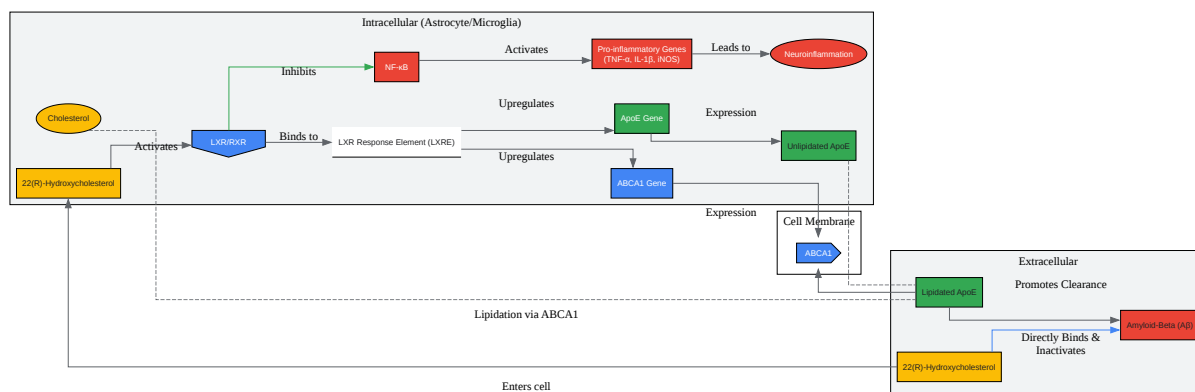 Intracellular (Astrocyte/Microglia)
Activates
Pro-inflammatory Genes
(TNF-α, IL-1β, iNOS)
Leads to
Neuroinflammation
NF-κB
Inhibits
Cholesterol
Upregulates
ApoE Gene
Expression
Activates
LXR/RXR
Binds to
LXR Response Element (LXRE)
Unlipidated ApoE
Upregulates
22(R)-Hydroxycholesterol
ABCA1 Gene
Expression
Cell Membrane
ABCA1
Extracellular
Lipidated ApoE
Promotes Clearance
Lipidation via ABCA1
Amyloid-Beta (Aβ)
Directly Binds &
Inactivates
22(R)-Hydroxycholesterol
Enters cell